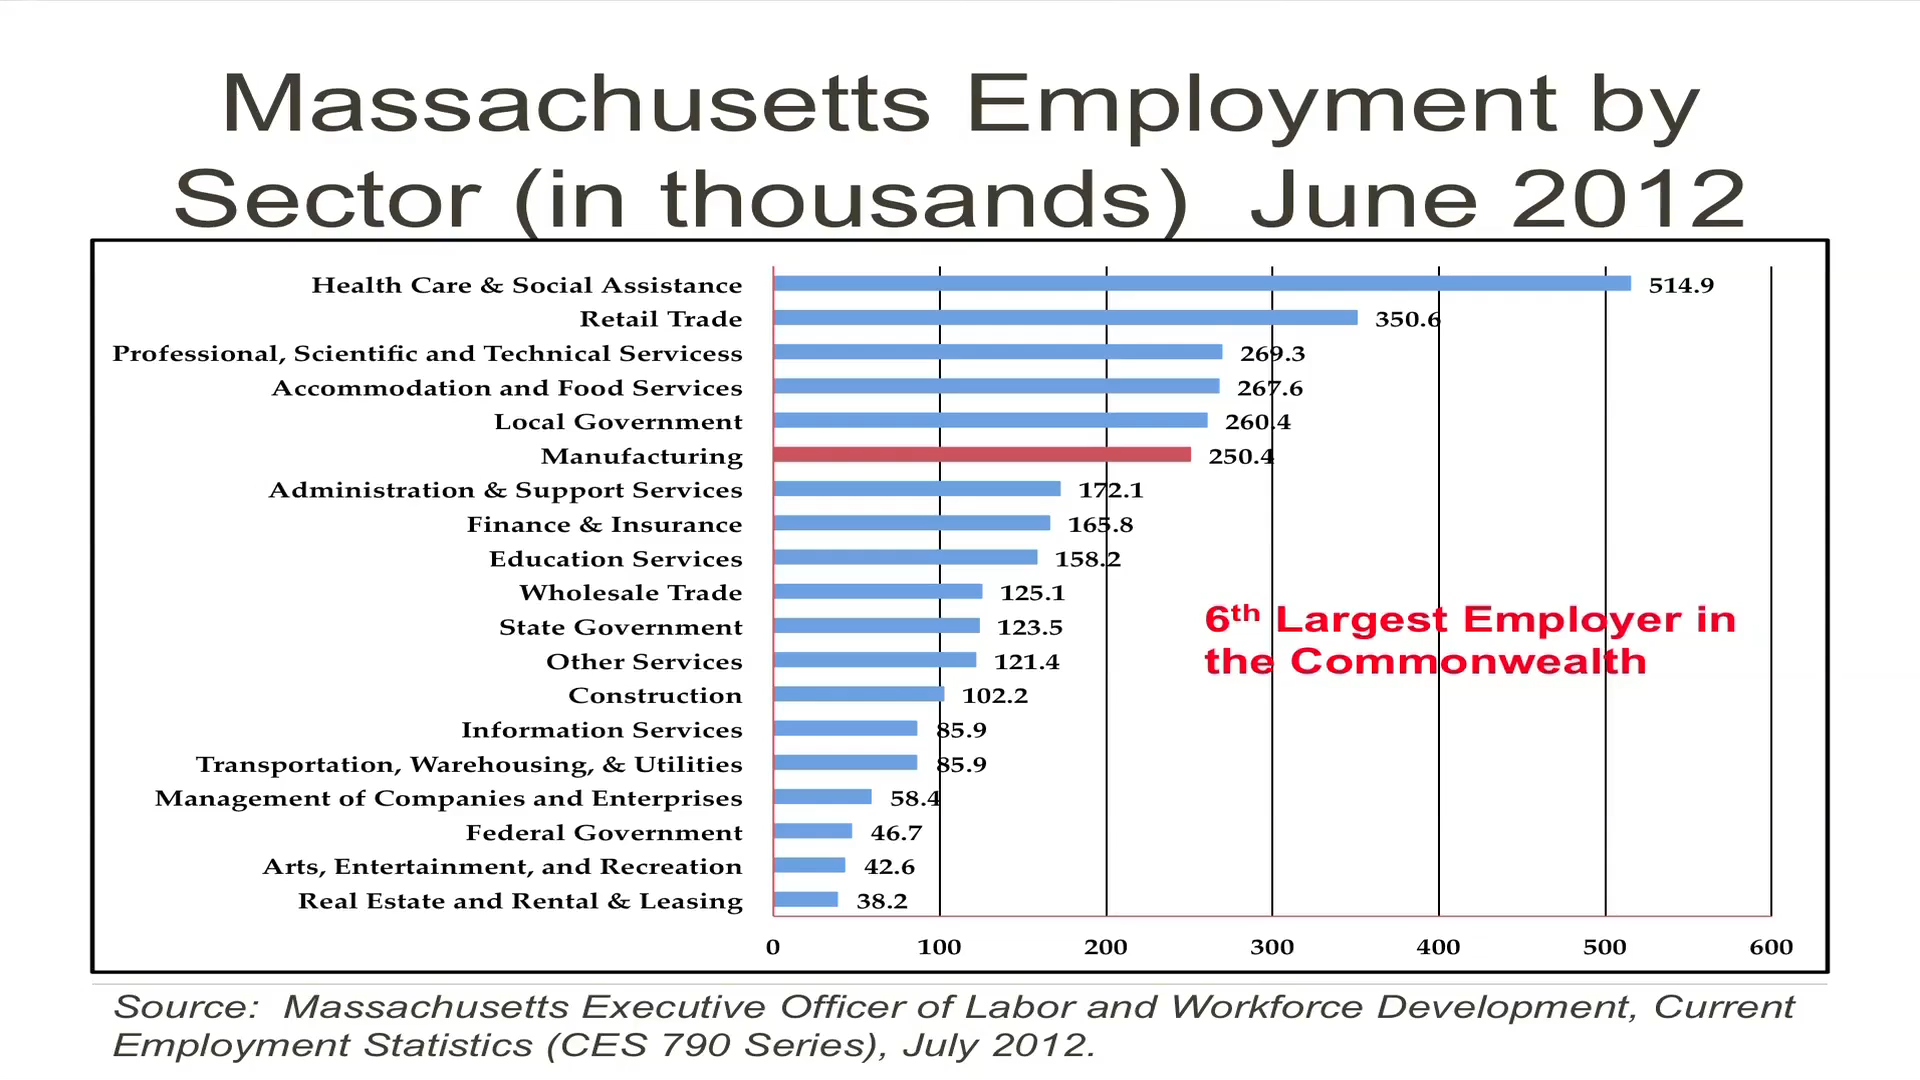 Massachusetts Employment by
Sector (in thousands) June 2012
Health Care & Social Assistance 514.9
Retail Trade 350.6
Professional, Scientific and Technical Servicess 269.3
Accommodation and Food Services 267.6
Local Government 260.4
Manufacturing 250.4
Administration & Support Services 172.1
Finance & Insurance 165.8
Education Services 158.2
Wholesale Trade 125.1
State Government 123.5
Other Services 121.4
Construction 102.2
Information Services 85.9
Transportation, Warehousing, & Utilities 85.9
Management of Companies and Enterprises 58.4
Federal Government 46.7
Arts, Entertainment, and Recreation 42.6
Real Estate and Rental & Leasing 38.2
0 100 200 300 400 500 600
6th Largest Employer in
the Commonwealth
Source: Massachusetts Executive Officer of Labor and Workforce Development, Current
Employment Statistics (CES 790 Series), July 2012.